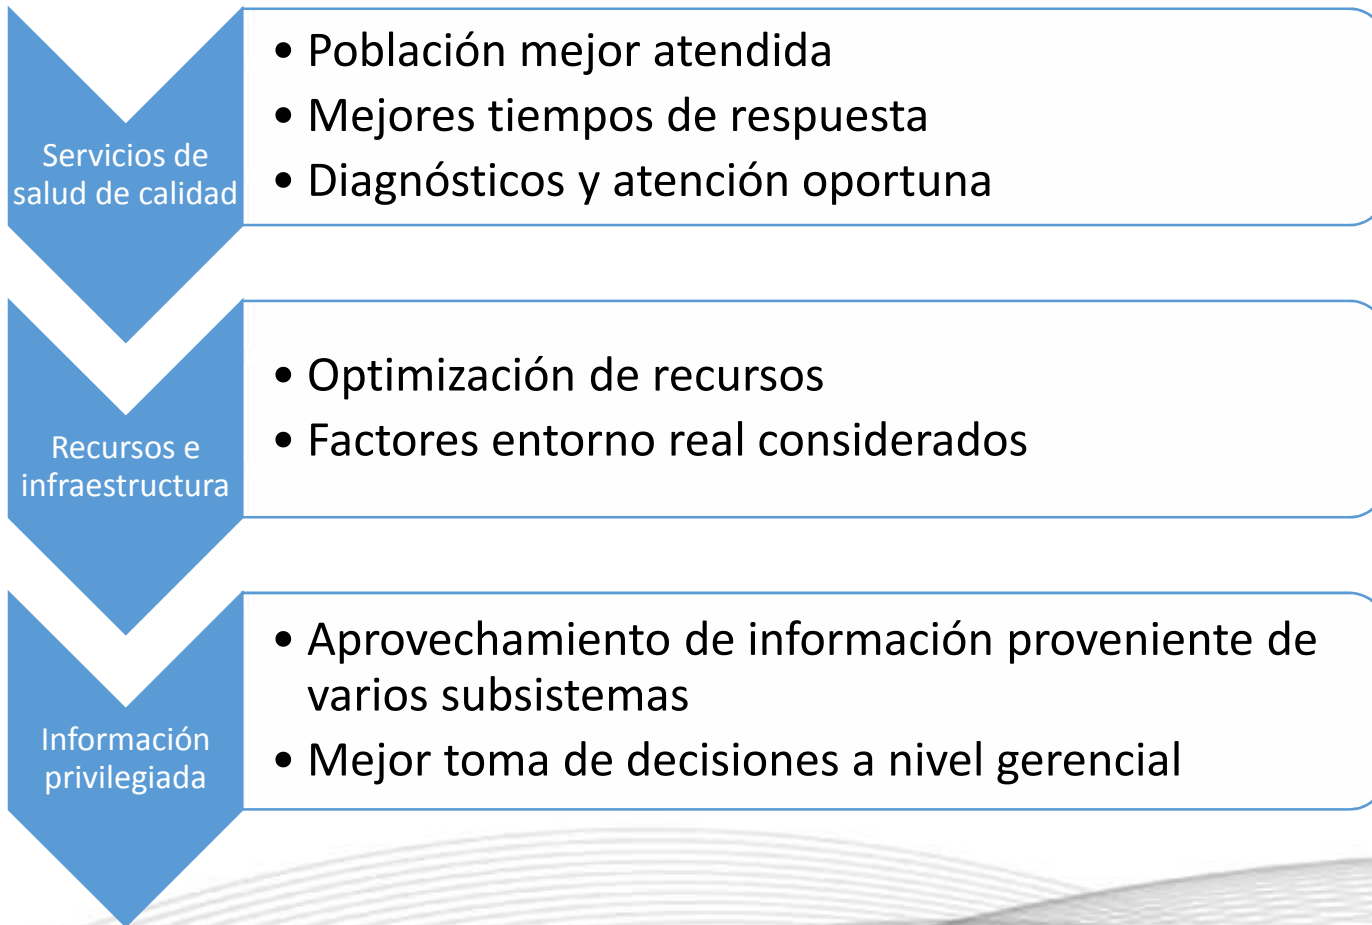 Servicios de
salud de calidad
• Población mejor atendida
• Mejores tiempos de respuesta
• Diagnósticos y atención oportuna
Recursos e
infraestructura
• Optimización de recursos
• Factores entorno real considerados
Información
privilegiada
• Aprovechamiento de información proveniente de
varios subsistemas
• Mejor toma de decisiones a nivel gerencial